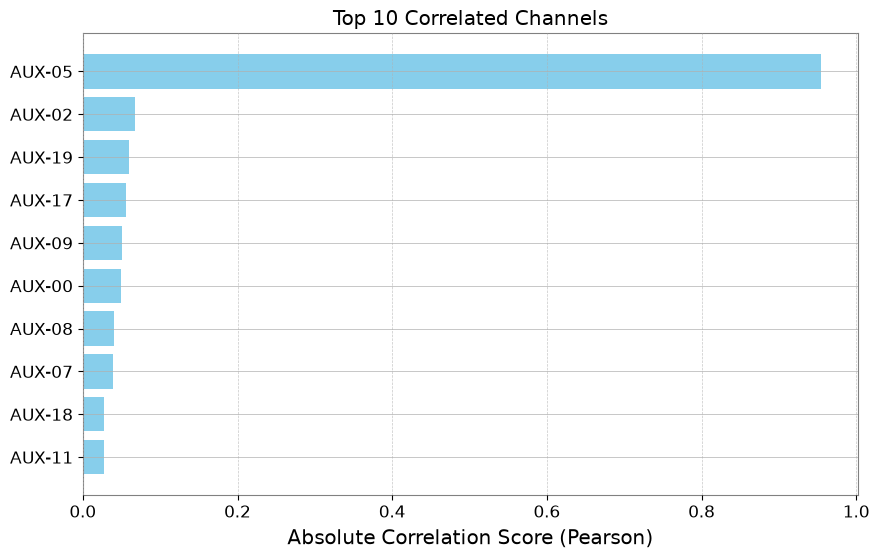 Top 10 Correlated Channels
AUX-05
AUX-02
AUX-19
AUX-17
AUX-09
AUX-00
AUX-08
AUX-07
AUX-18
AUX-11
0.0 0.2 0.4 0.6 0.8 1.0
Absolute Correlation Score (Pearson)